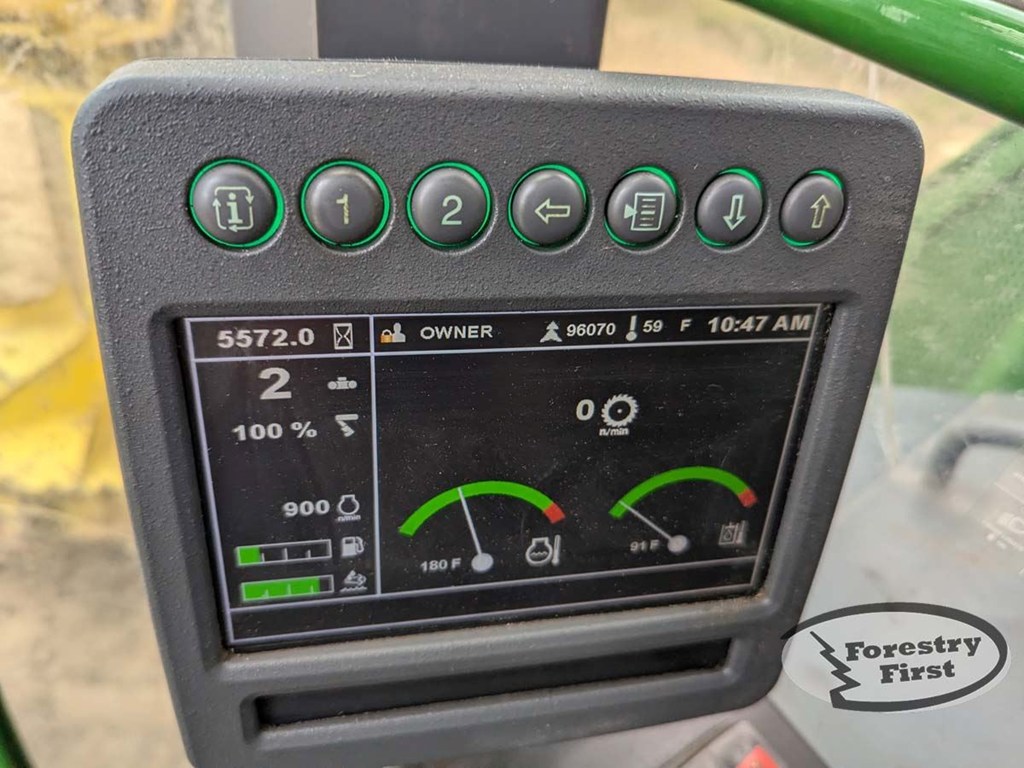 1 2
5572.0 OWNER 96070 59 F 10:47 AM
2
100 %
0
n/min
900
n/min
180 F 91 F
Forestry
First